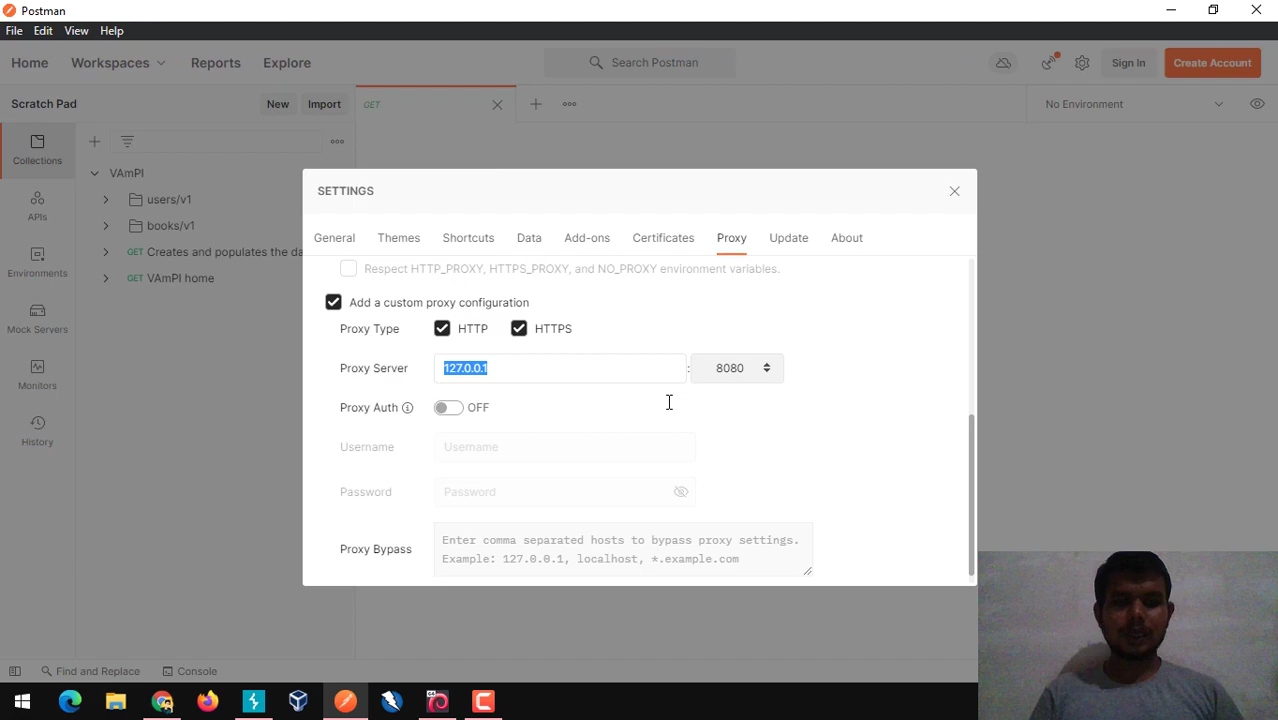 Postman
File Edit View Help
Home Workspaces Reports Explore Search Postman Sign In Create Account
Scratch Pad New Import GET No Environment
Collections
APIs
Environments
Mock Servers
Monitors
History
VAmPI
users/v1
books/v1
GET Creates and populates the da
GET VAmPI home
SETTINGS
General Themes Shortcuts Data Add-ons Certificates Proxy Update About
Respect HTTP_PROXY, HTTPS_PROXY, and NO_PROXY environment variables.
Add a custom proxy configuration
Proxy Type HTTP HTTPS
Proxy Server 127.0.0.1 : 8080
Proxy Auth OFF
Username Username
Password Password
Proxy Bypass Enter comma separated hosts to bypass proxy settings.
Example: 127.0.0.1, localhost, *.example.com
Find and Replace Console